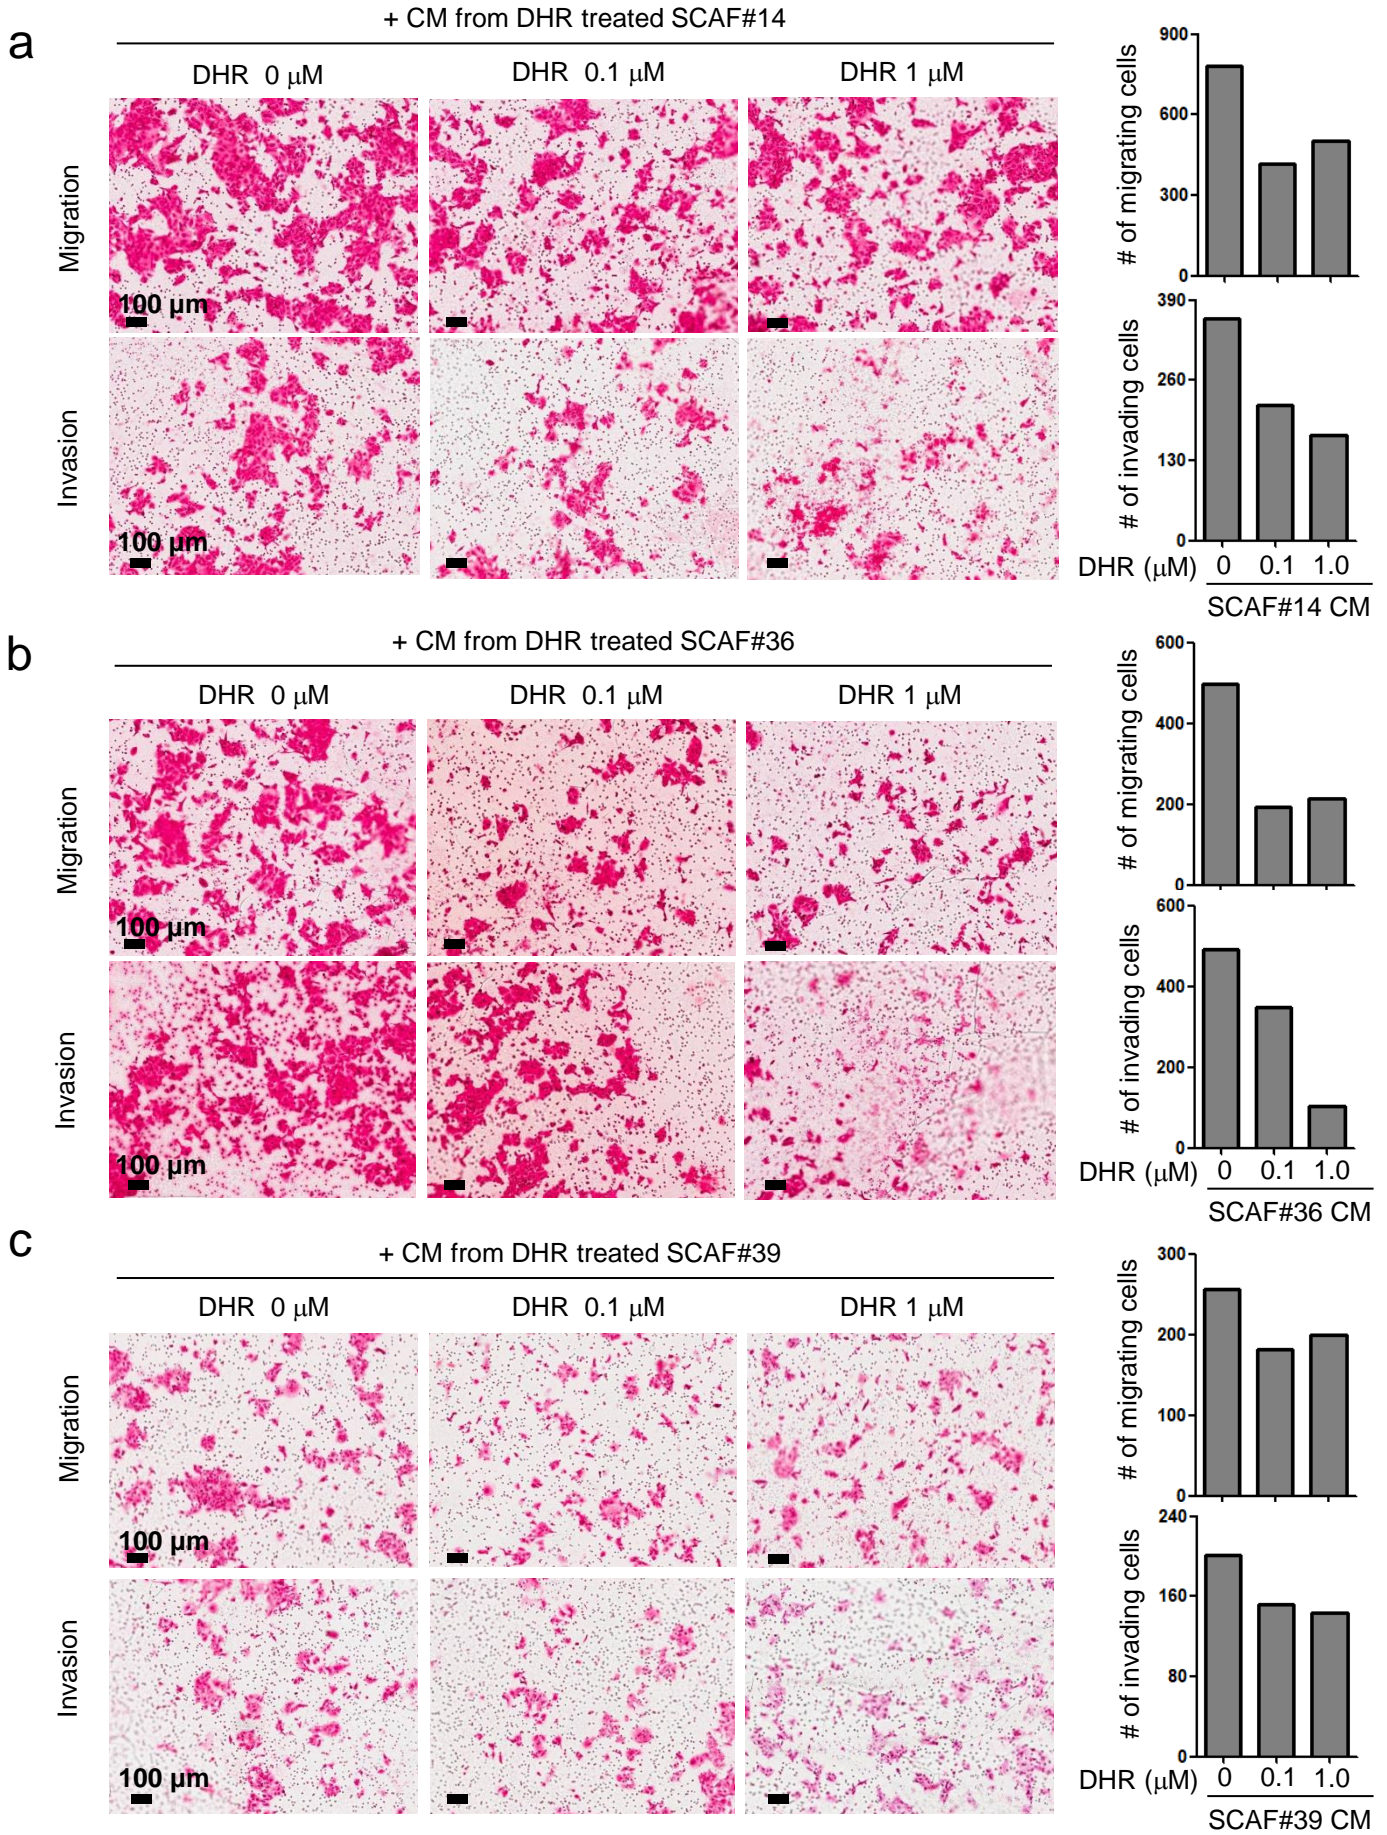 a
+ CM from DHR treated SCAF#14
DHR 0 μM
DHR 0.1 μM
DHR 1 μM
Migration
100 µm
Invasion
100 µm
# of migrating cells
900
600
300
0
# of invading cells
390
260
130
0
DHR (μM) 0 0.1 1.0
SCAF#14 CM
b
+ CM from DHR treated SCAF#36
DHR 0 μM
DHR 0.1 μM
DHR 1 μM
Migration
100 µm
Invasion
100 µm
# of migrating cells
600
400
200
0
# of invading cells
600
400
200
0
DHR (μM) 0 0.1 1.0
SCAF#36 CM
c
+ CM from DHR treated SCAF#39
DHR 0 μM
DHR 0.1 μM
DHR 1 μM
Migration
100 µm
Invasion
100 µm
# of migrating cells
300
200
100
0
# of invading cells
240
160
80
0
DHR (μM) 0 0.1 1.0
SCAF#39 CM